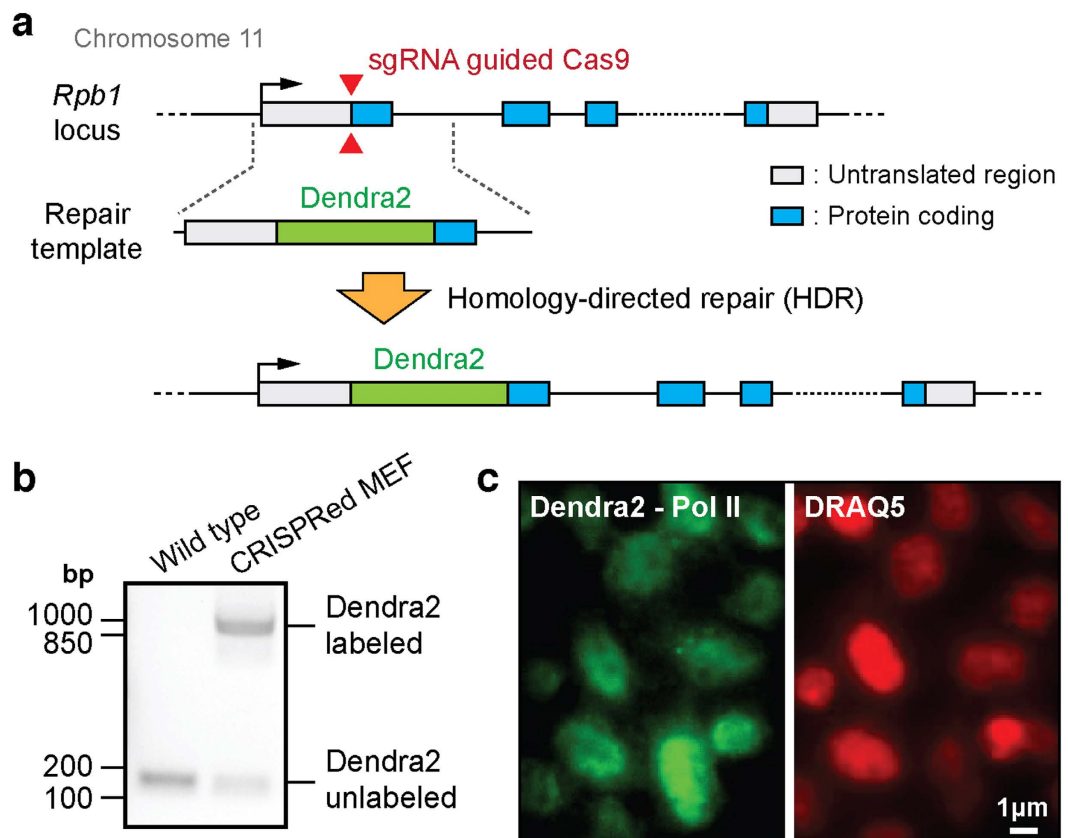 a
Chromosome 11
sgRNA guided Cas9
Rpb1
locus
Dendra2
Repair
template
: Untranslated region
: Protein coding
Homology-directed repair (HDR)
Dendra2
b
Wild type
CRISPRed MEF
bp
1000
850
200
100
Dendra2
labeled
Dendra2
unlabeled
c
Dendra2 - Pol II
DRAQ5
1µm